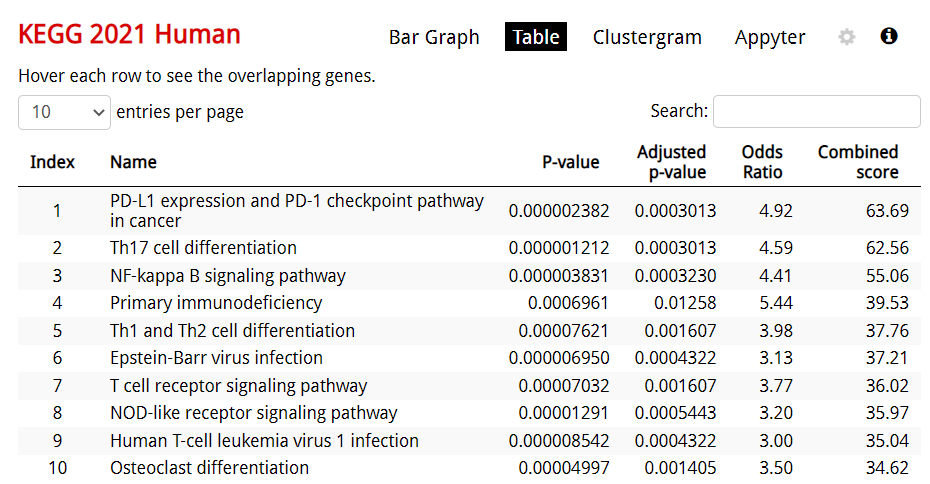 KEGG 2021 Human
Bar Graph Table Clustergram Appyter
Hover each row to see the overlapping genes.
10 entries per page Search:
Index Name P-value Adjusted p-value Odds Ratio Combined score
1 PD-L1 expression and PD-1 checkpoint pathway in cancer 0.000002382 0.0003013 4.92 63.69
2 Th17 cell differentiation 0.000001212 0.0003013 4.59 62.56
3 NF-kappa B signaling pathway 0.000003831 0.0003230 4.41 55.06
4 Primary immunodeficiency 0.0006961 0.01258 5.44 39.53
5 Th1 and Th2 cell differentiation 0.00007621 0.001607 3.98 37.76
6 Epstein-Barr virus infection 0.000006950 0.0004322 3.13 37.21
7 T cell receptor signaling pathway 0.00007032 0.001607 3.77 36.02
8 NOD-like receptor signaling pathway 0.00001291 0.0005443 3.20 35.97
9 Human T-cell leukemia virus 1 infection 0.000008542 0.0004322 3.00 35.04
10 Osteoclast differentiation 0.00004997 0.001405 3.50 34.62